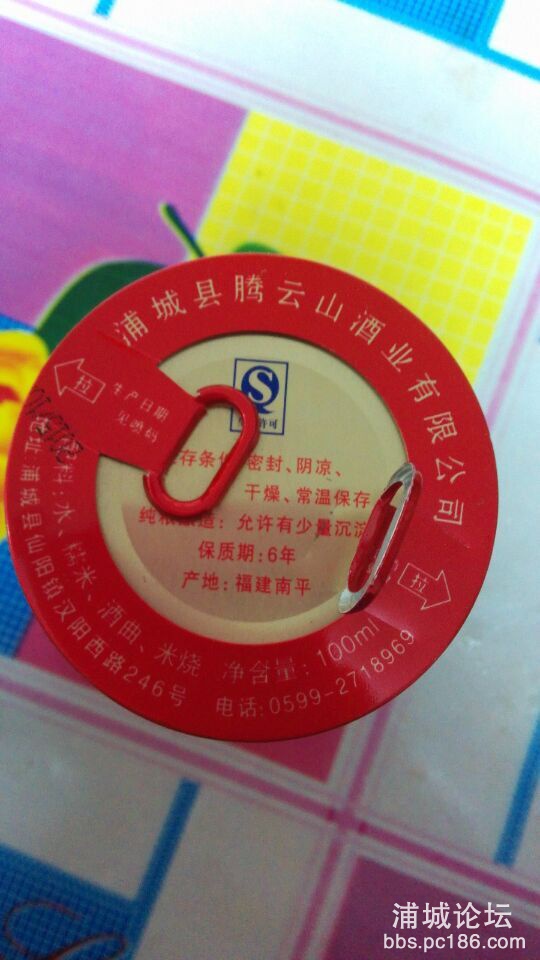 浦城县腾云山酒业有限公司
拉
生产日期
见喷码
许可
存条件 密封、阴凉、
干燥、常温保存
纯粮 造：允许有少量沉淀
保质期：6年
产地：福建南平
拉
料：水、糯米、酒曲、米烧 净含量：100ml
址 浦城县仙阳镇汉阳西路246号 电话：0599-2718969
浦城论坛
bbs.pc186.com